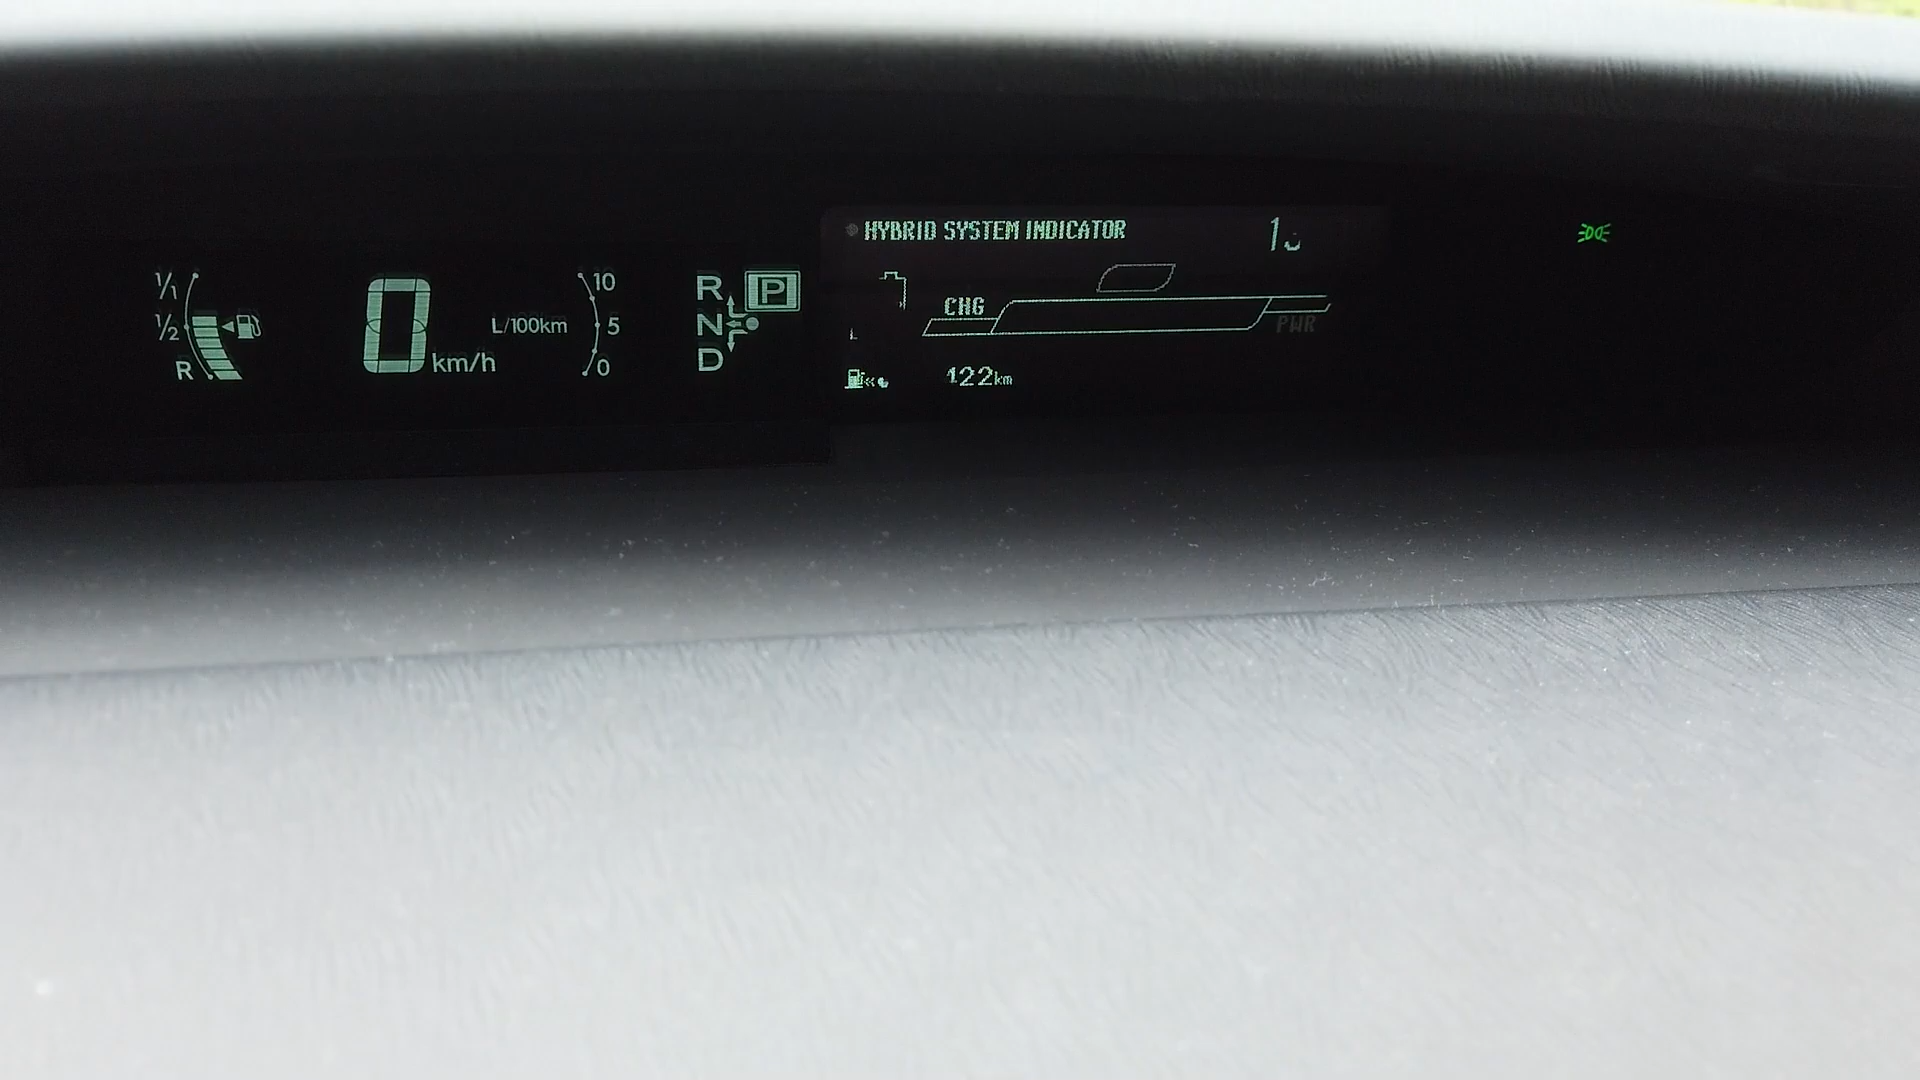 HYBRID SYSTEM INDICATOR
1/1
1/2
R
0 km/h
L/100km
10
5
0
R
N
D
P
CHG
PWR
122km